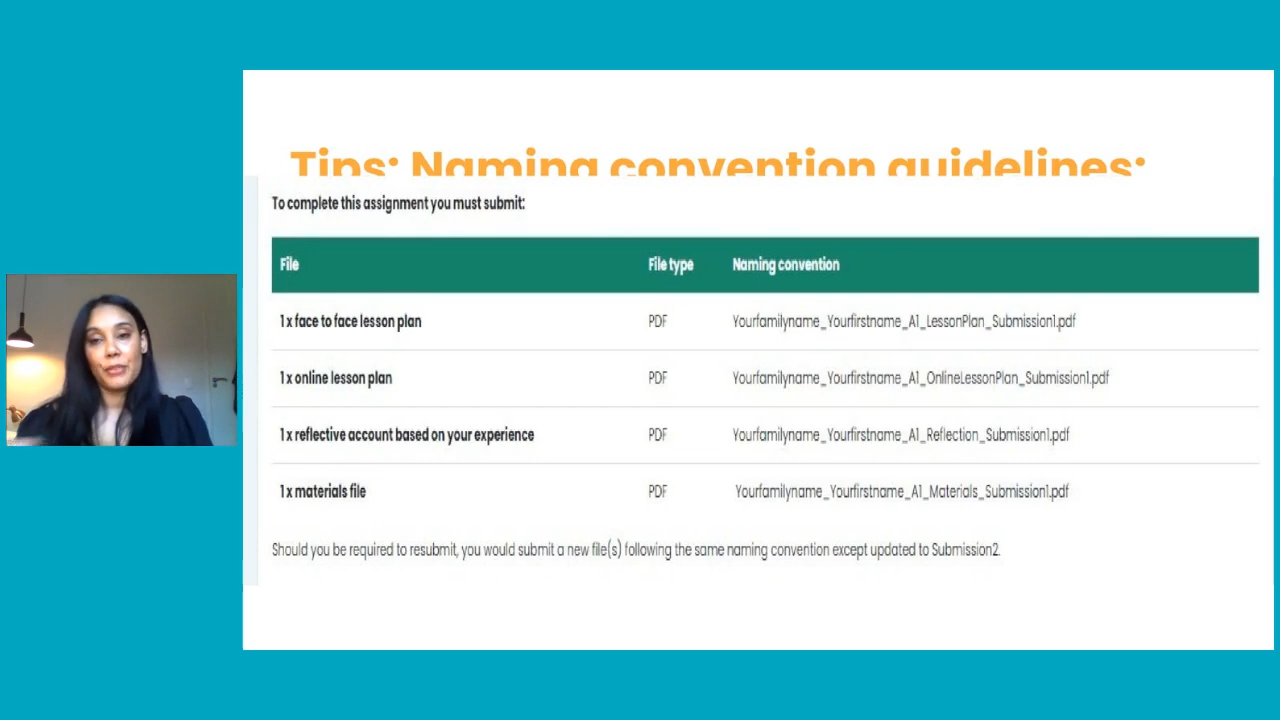 Tips: Naming convention guidelines:
To complete this assignment you must submit:
File File type Naming convention
1 x face to face lesson plan PDF Yourfamilyname_Yourfirstname_A1_LessonPlan_Submission1.pdf
1 x online lesson plan PDF Yourfamilyname_Yourfirstname_A1_OnlineLessonPlan_Submission1.pdf
1 x reflective account based on your experience PDF Yourfamilyname_Yourfirstname_A1_Reflection_Submission1.pdf
1 x materials file PDF Yourfamilyname_Yourfirstname_A1_Materials_Submission1.pdf
Should you be required to resubmit, you would submit a new file(s) following the same naming convention except updated to Submission2.